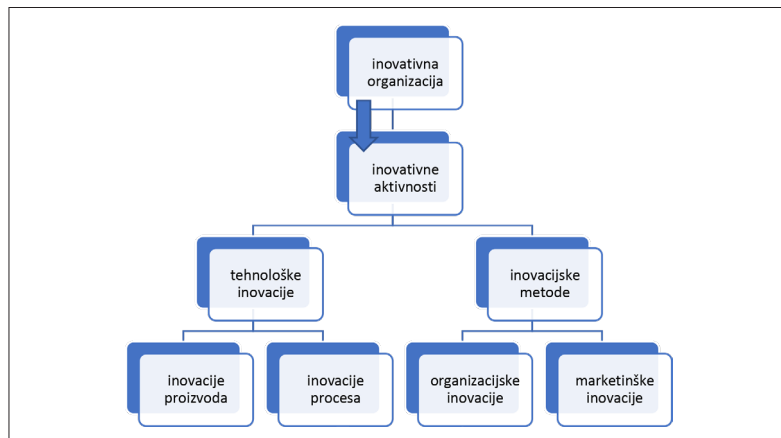 inovativna
organizacija
inovativne
aktivnosti
tehnološke
inovacije
inovacijske
metode
inovacije
proizvoda
inovacije
procesa
organizacijske
inovacije
marketinške
inovacije